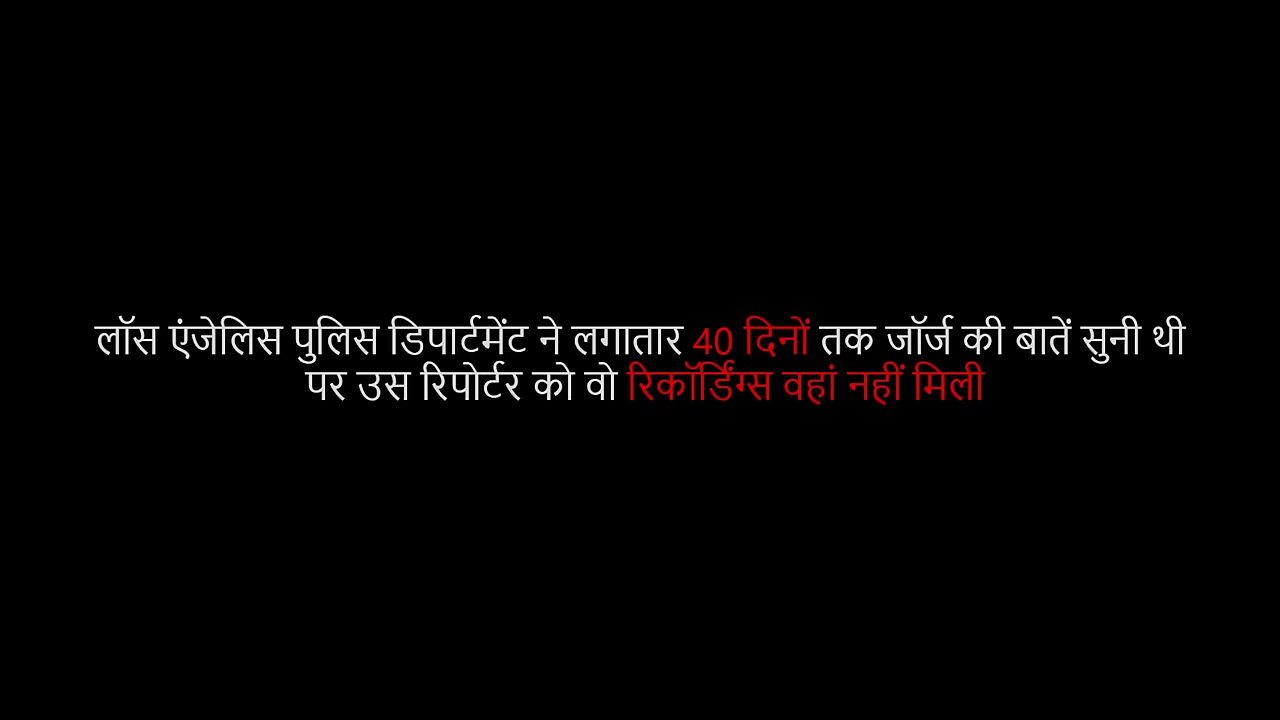 लॉस एंजेलिस पुलिस डिपार्टमेंट ने लगातार 40 दिनों तक जॉर्ज की बातें सुनी थी
पर उस रिपोर्टर को वो रिकॉर्डिंग्स वहां नहीं मिली